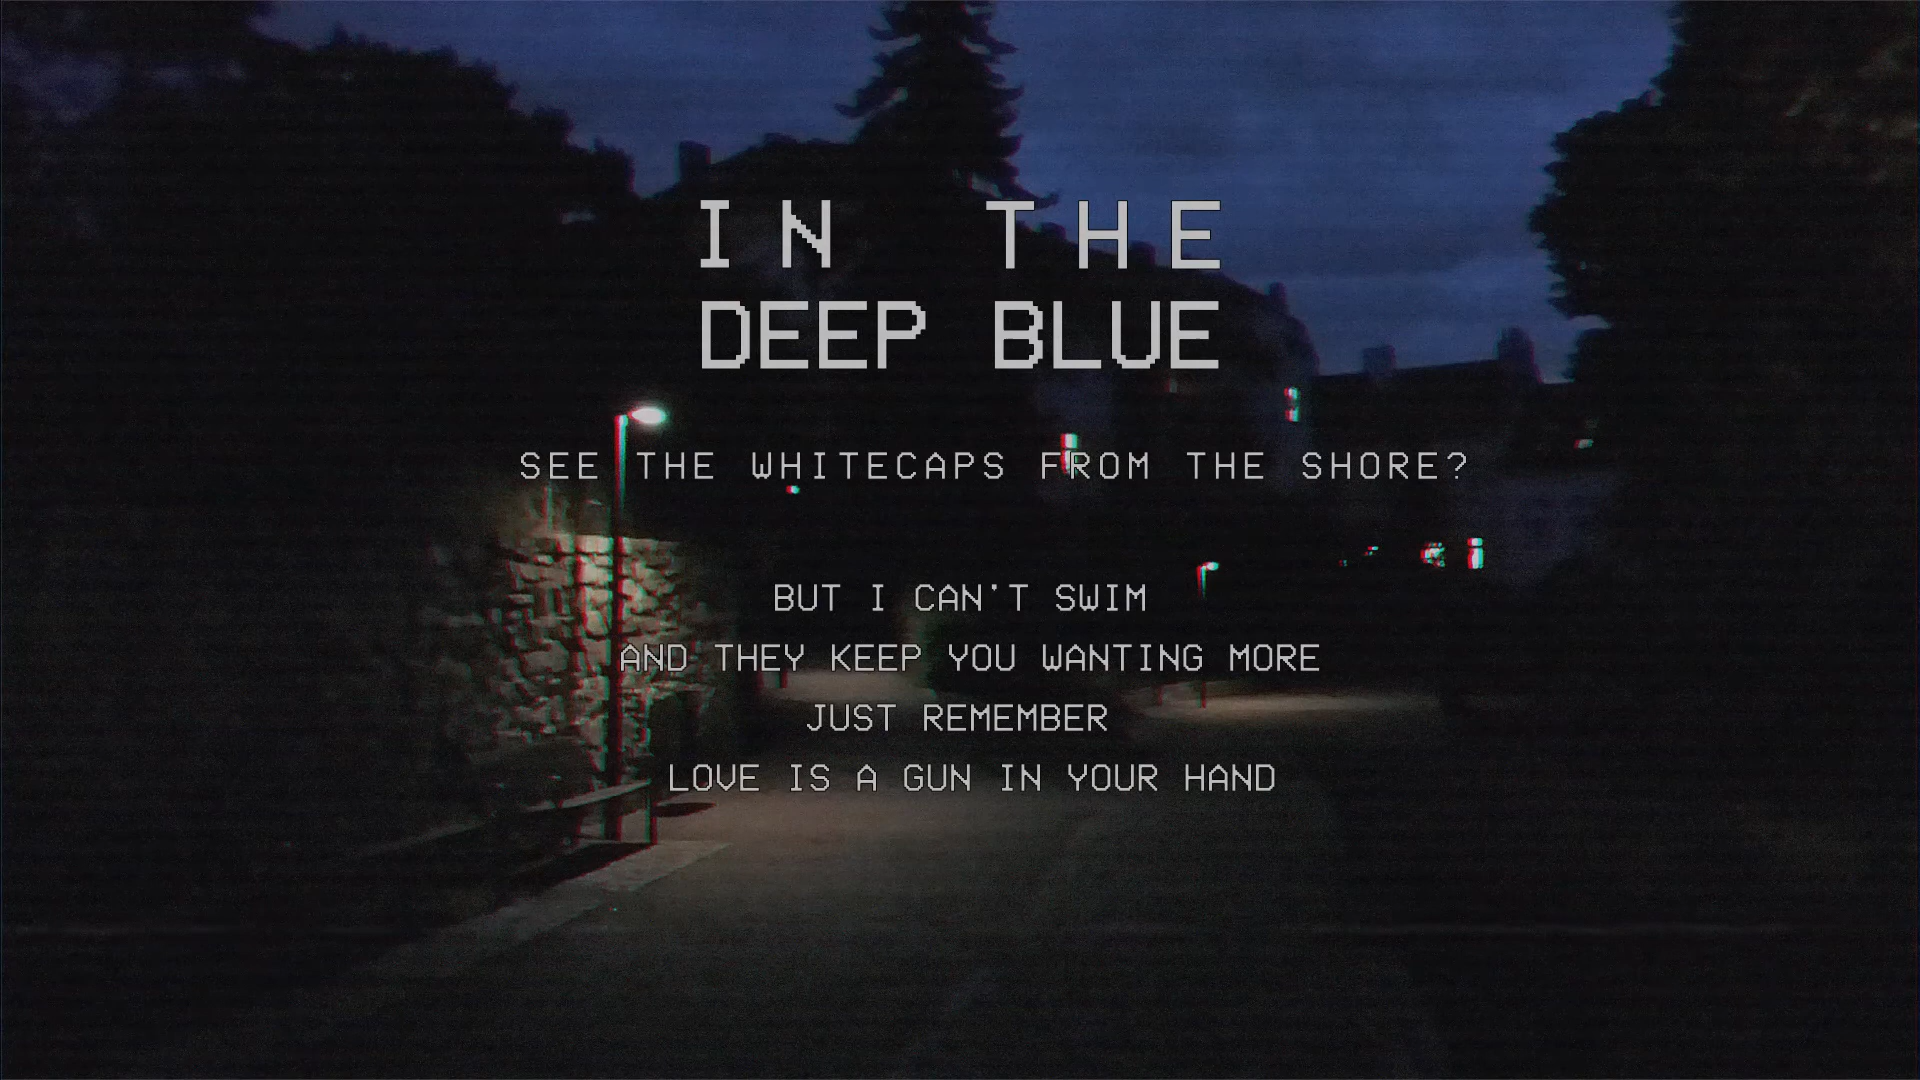 IN THE
DEEP BLUE
SEE THE WHITECAPS FROM THE SHORE?
BUT I CAN'T SWIM
AND THEY KEEP YOU WANTING MORE
JUST REMEMBER
LOVE IS A GUN IN YOUR HAND